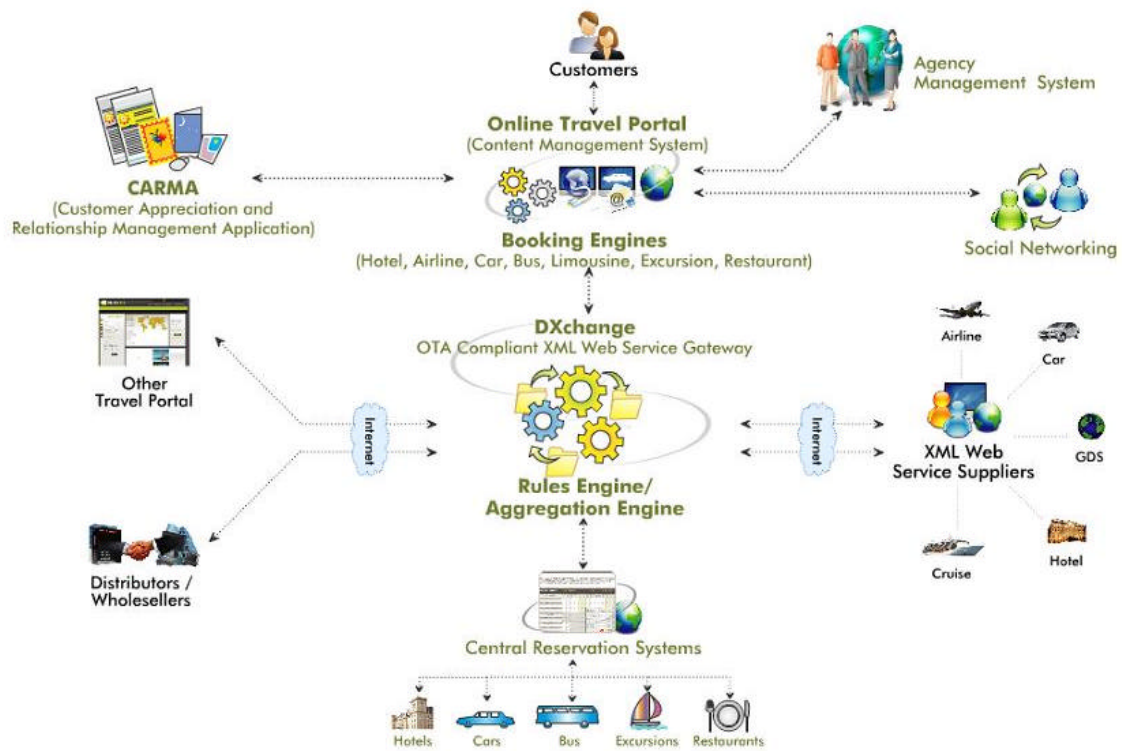 Customers
Agency
Management System
Online Travel Portal
(Content Management System)
CARMA
(Customer Appreciation and
Relationship Management Application)
Social Networking
Booking Engines
(Hotel, Airline, Car, Bus, Limousine, Excursion, Restaurant)
DXchange
OTA Compliant XML Web Service Gateway
Airline
Car
Other
Travel Portal
Internet
Internet
XML Web
Service Suppliers
GDS
Rules Engine/
Aggregation Engine
Distributors /
Wholesellers
Cruise
Hotel
Central Reservation Systems
Hotels
Cars
Bus
Excursions
Restaurants